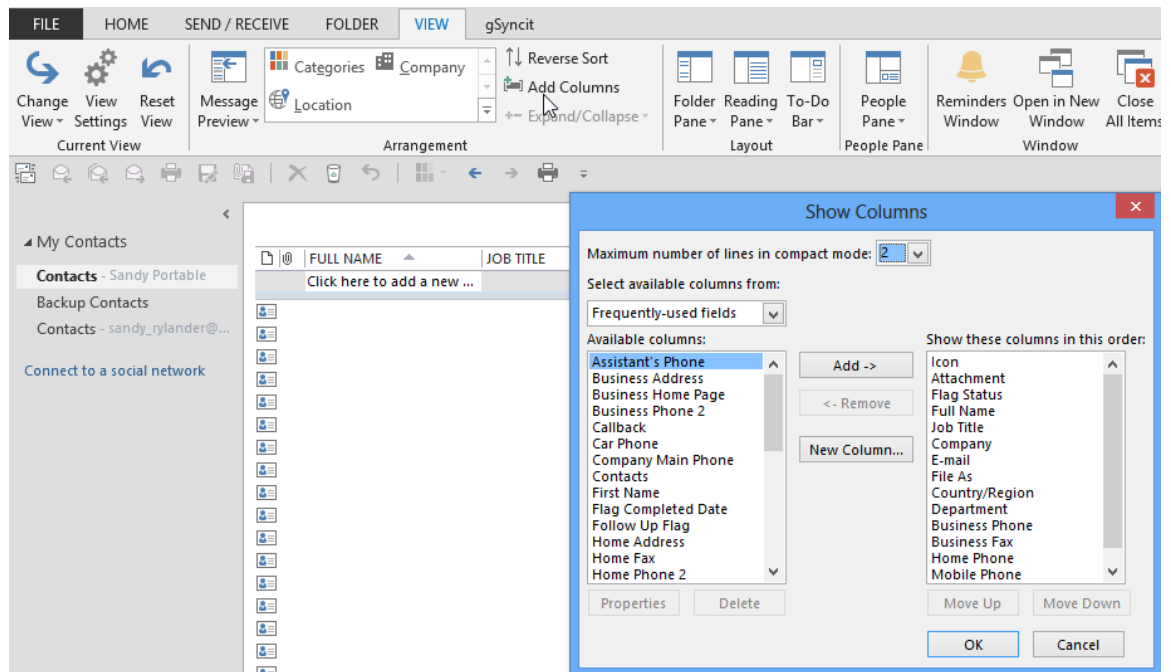 FILE HOME SEND / RECEIVE FOLDER VIEW gSyncit
Categories Company Reverse Sort
Add Columns
Location
Expand/Collapse
Change View Reset Message Folder Reading To-Do People Reminders Open in New Close
View Settings View Preview Pane Pane Bar Pane Window Window All Items
Current View Arrangement Layout People Pane Window
Show Columns
My Contacts
Contacts - Sandy Portable
Backup Contacts
Contacts - sandy_rylander@...
Connect to a social network
FULL NAME JOB TITLE
Click here to add a new ...
Maximum number of lines in compact mode: 2
Select available columns from:
Frequently-used fields
Available columns:
Assistant's Phone
Business Address
Business Home Page
Business Phone 2
Callback
Car Phone
Company Main Phone
Contacts
First Name
Flag Completed Date
Follow Up Flag
Home Address
Home Fax
Home Phone 2
Properties Delete
Add ->
<- Remove
New Column...
Show these columns in this order:
Icon
Attachment
Flag Status
Full Name
Job Title
Company
E-mail
File As
Country/Region
Department
Business Phone
Business Fax
Home Phone
Mobile Phone
Move Up Move Down
OK Cancel